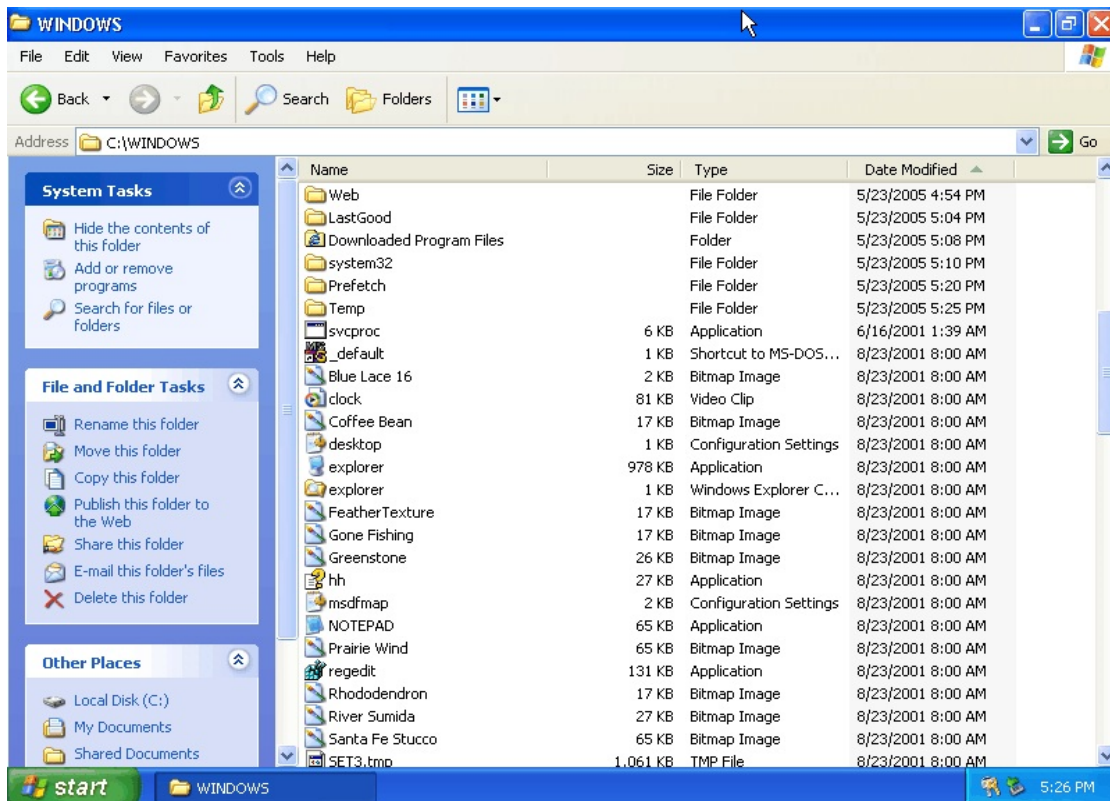 WINDOWS
File Edit View Favorites Tools Help
Back Search Folders
Address C:\WINDOWS Go
System Tasks
Hide the contents of
this folder
Add or remove
programs
Search for files or
folders
File and Folder Tasks
Rename this folder
Move this folder
Copy this folder
Publish this folder to
the Web
Share this folder
E-mail this folder's files
Delete this folder
Other Places
Local Disk (C:)
My Documents
Shared Documents
Name Size Type Date Modified
Web File Folder 5/23/2005 4:54 PM
LastGood File Folder 5/23/2005 5:04 PM
Downloaded Program Files Folder 5/23/2005 5:08 PM
system32 File Folder 5/23/2005 5:10 PM
Prefetch File Folder 5/23/2005 5:20 PM
Temp File Folder 5/23/2005 5:25 PM
svcproc 6 KB Application 6/16/2001 1:39 AM
_default 1 KB Shortcut to MS-DOS... 8/23/2001 8:00 AM
Blue Lace 16 2 KB Bitmap Image 8/23/2001 8:00 AM
clock 81 KB Video Clip 8/23/2001 8:00 AM
Coffee Bean 17 KB Bitmap Image 8/23/2001 8:00 AM
desktop 1 KB Configuration Settings 8/23/2001 8:00 AM
explorer 978 KB Application 8/23/2001 8:00 AM
explorer 1 KB Windows Explorer C... 8/23/2001 8:00 AM
FeatherTexture 17 KB Bitmap Image 8/23/2001 8:00 AM
Gone Fishing 17 KB Bitmap Image 8/23/2001 8:00 AM
Greenstone 26 KB Bitmap Image 8/23/2001 8:00 AM
hh 27 KB Application 8/23/2001 8:00 AM
msdfmap 2 KB Configuration Settings 8/23/2001 8:00 AM
NOTEPAD 65 KB Application 8/23/2001 8:00 AM
Prairie Wind 65 KB Bitmap Image 8/23/2001 8:00 AM
regedit 131 KB Application 8/23/2001 8:00 AM
Rhododendron 17 KB Bitmap Image 8/23/2001 8:00 AM
River Sumida 27 KB Bitmap Image 8/23/2001 8:00 AM
Santa Fe Stucco 65 KB Bitmap Image 8/23/2001 8:00 AM
SET3.tmp 1,061 KB TMP File 8/23/2001 8:00 AM
start WINDOWS 5:26 PM